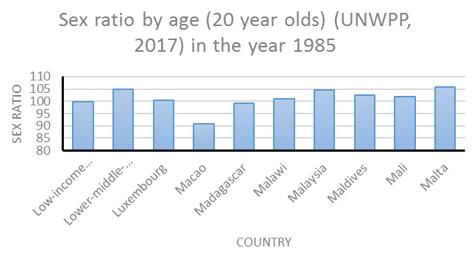 Sex ratio by age (20 year olds) (UNWPP,
2017) in the year 1985
SEX RATIO
110
105
100
95
90
85
80
Low-income...
Lower-middle-...
Luxembourg
Macao
Madagascar
Malawi
Malaysia
Maldives
Mali
Malta
COUNTRY